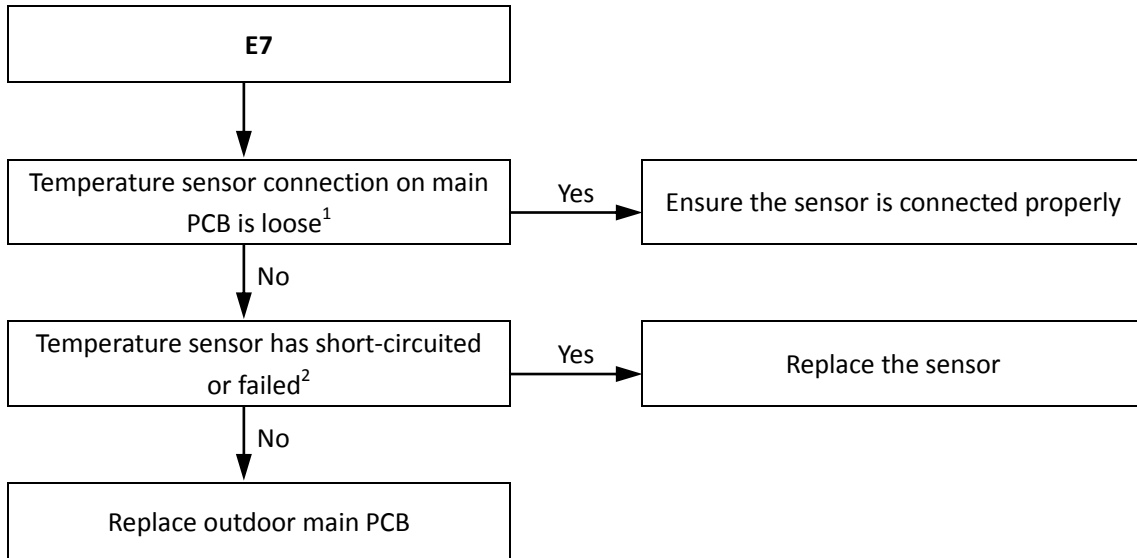 E7
Temperature sensor connection on main
PCB is loose¹
Yes
Ensure the sensor is connected properly
No
Temperature sensor has short-circuited
or failed²
Yes
Replace the sensor
No
Replace outdoor main PCB